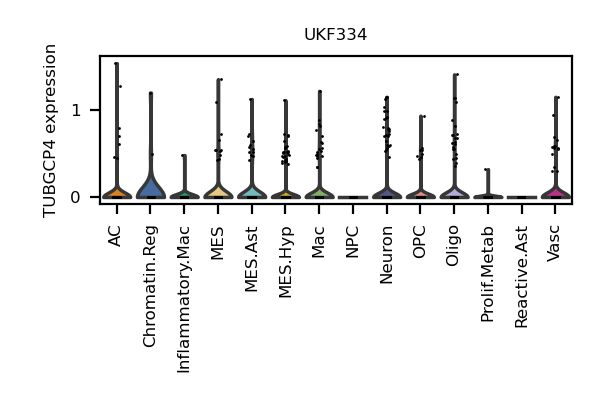 UKF334
TUBGCP4 expression
1
0
AC
Chromatin.Reg
Inflammatory.Mac
MES
MES.Ast
MES.Hyp
Mac
NPC
Neuron
OPC
Oligo
Prolif.Metab
Reactive.Ast
Vasc